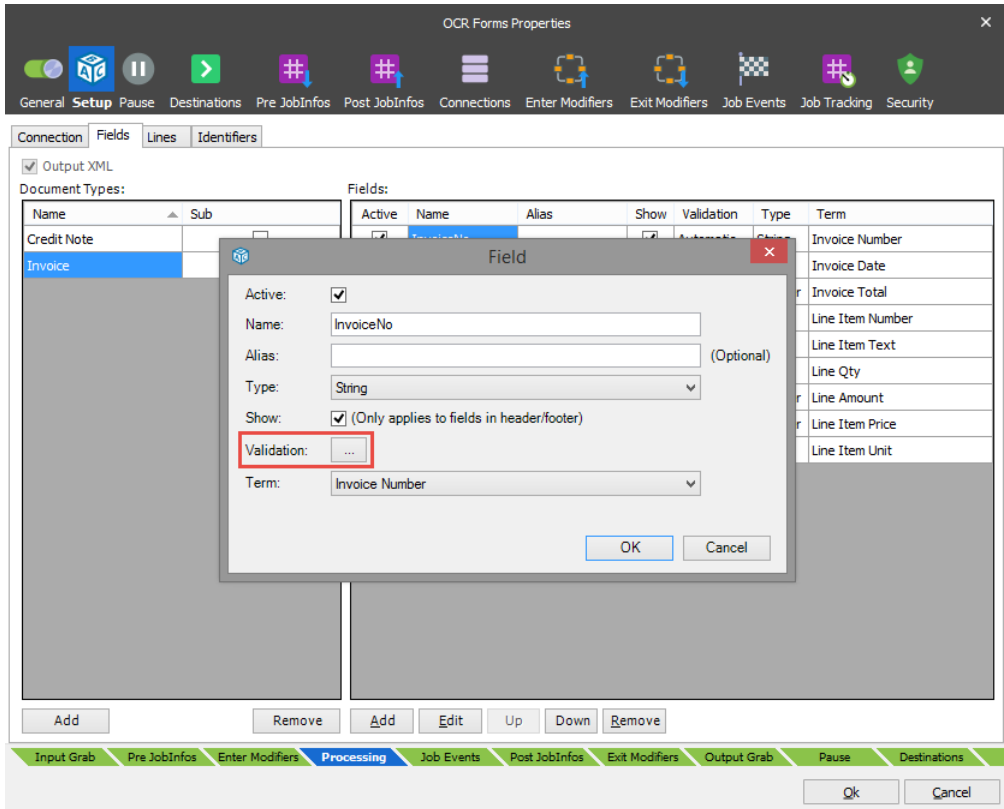 OCR Forms Properties
General Setup Pause Destinations Pre JobInfos Post JobInfos Connections Enter Modifiers Exit Modifiers Job Events Job Tracking Security
Connection Fields Lines Identifiers
Output XML
Document Types: Fields:
Name Sub Active Name Alias Show Validation Type Term
Credit Note InvoiceNo Automatic String Invoice Number
Invoice Invoice Date
Invoice Total
Line Item Number
Line Item Text
Line Qty
Line Amount
Line Item Price
Line Item Unit
Field
Active:
Name: InvoiceNo
Alias: (Optional)
Type: String
Show: (Only applies to fields in header/footer)
Validation: ...
Term: Invoice Number
OK Cancel
Add Remove Add Edit Up Down Remove
Input Grab Pre JobInfos Enter Modifiers Processing Job Events Post JobInfos Exit Modifiers Output Grab Pause Destinations
Ok Cancel